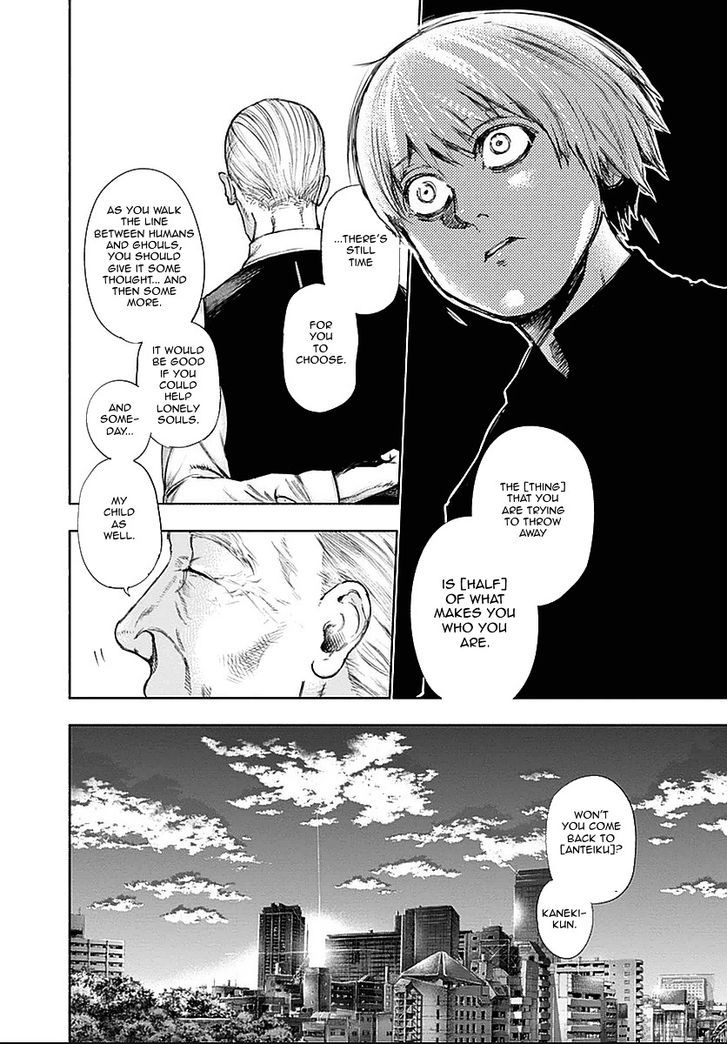 THE [THING]
THAT YOU
ARE TRYING
TO THROW
AWAY
IS [HALF]
OF WHAT
MAKES YOU
WHO YOU
ARE.
...THERE'S
STILL
TIME
FOR
YOU
TO
CHOOSE.
AS YOU WALK
THE LINE
BETWEEN HUMANS
AND GHOULS,
YOU SHOULD
GIVE IT SOME
THOUGHT... AND
THEN SOME
MORE.
IT WOULD
BE GOOD
IF YOU
COULD
HELP
LONELY
SOULS.
AND
SOME-
DAY...
MY
CHILD
AS
WELL.
WON'T
YOU COME
BACK TO
[ANTEIKU]?
KANEKI-
KUN.